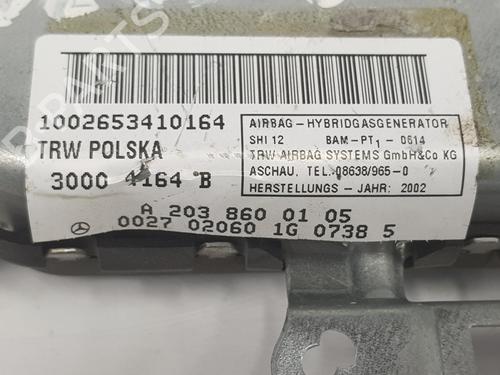 1002653410164
TRW POLSKA
3000 4164 B
AIRBAG-HYBRIDGASGENERATOR
SHI 12 BAM-PT1-0614
TRW AIRBAG SYSTEMS GmbH&Co KG
ASCHAU, TEL.:08638/965-0
HERSTELLUNGS - JAHR: 2002
A 203 860 01 05
0027 02060 1G 0738 5